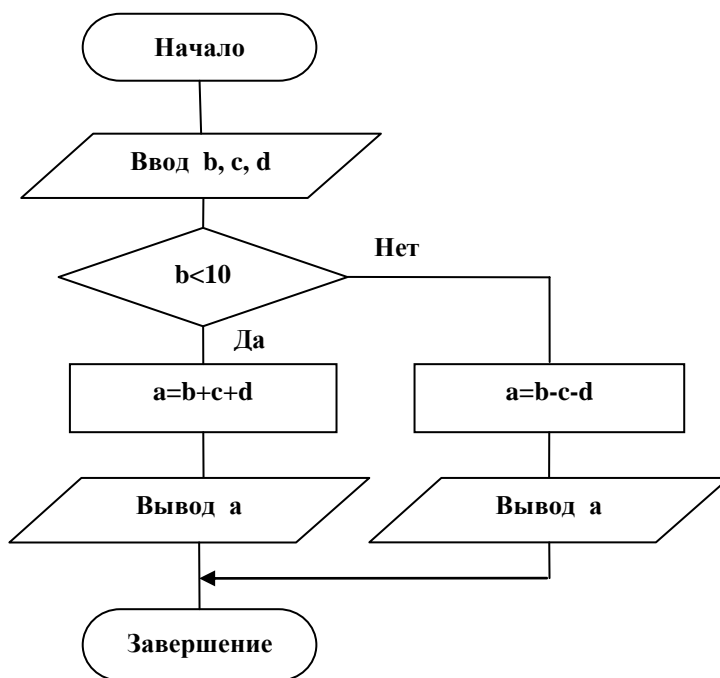 Начало
Ввод b, c, d
Нет
b<10
Да
a=b+c+d
a=b-c-d
Вывод a
Вывод a
Завершение